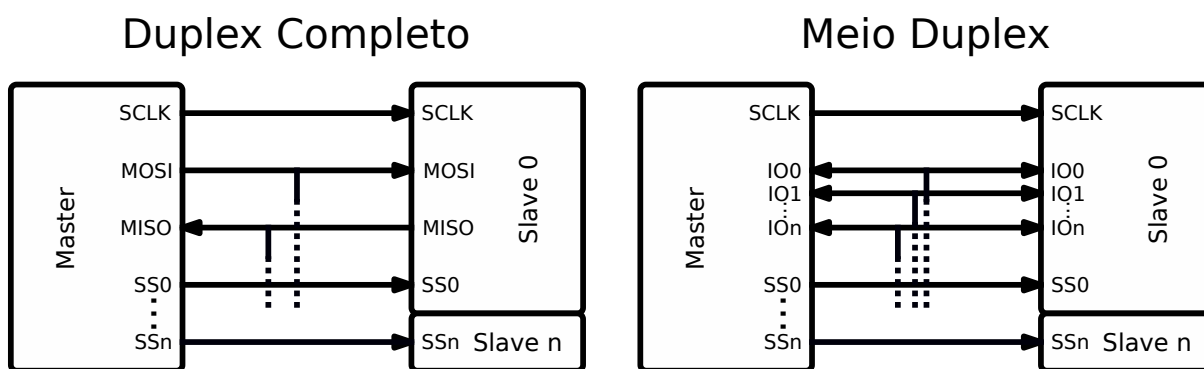 Duplex Completo
Master
SCLK
MOSI
MISO
SS0
SSn
SCLK
MOSI
MISO
SS0
Slave 0
SSn Slave n
Meio Duplex
Master
SCLK
IO0
IO1
IOn
SS0
SSn
SCLK
IO0
IO1
IOn
SS0
Slave 0
SSn Slave n